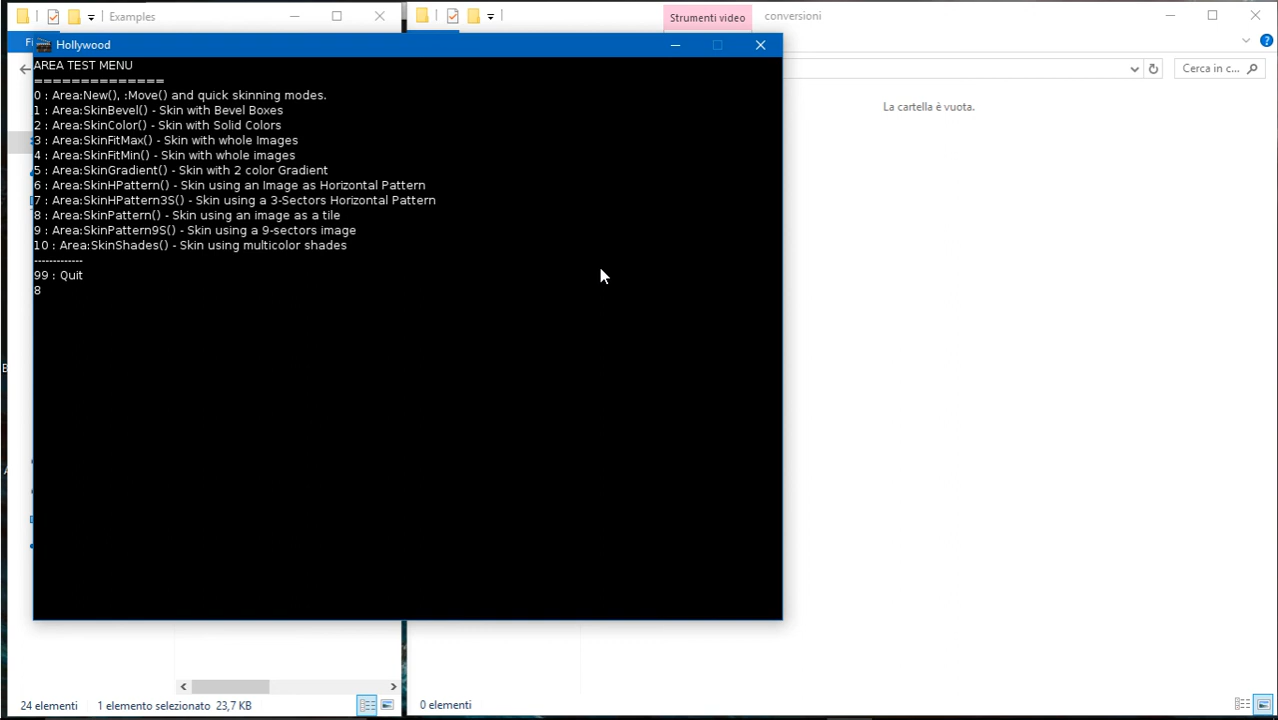 Examples
Strumenti video
conversioni
Fi
Hollywood
Cerca in c...
La cartella è vuota.
AREA TEST MENU
==============
0 : Area:New(), :Move() and quick skinning modes.
1 : Area:SkinBevel() - Skin with Bevel Boxes
2 : Area:SkinColor() - Skin with Solid Colors
3 : Area:SkinFitMax() - Skin with whole Images
4 : Area:SkinFitMin() - Skin with whole images
5 : Area:SkinGradient() - Skin with 2 color Gradient
6 : Area:SkinHPattern() - Skin using an Image as Horizontal Pattern
7 : Area:SkinHPattern3S() - Skin using a 3-Sectors Horizontal Pattern
8 : Area:SkinPattern() - Skin using an image as a tile
9 : Area:SkinPattern9S() - Skin using a 9-sectors image
10 : Area:SkinShades() - Skin using multicolor shades
-------------
99 : Quit
8
24 elementi
1 elemento selezionato 23,7 KB
0 elementi